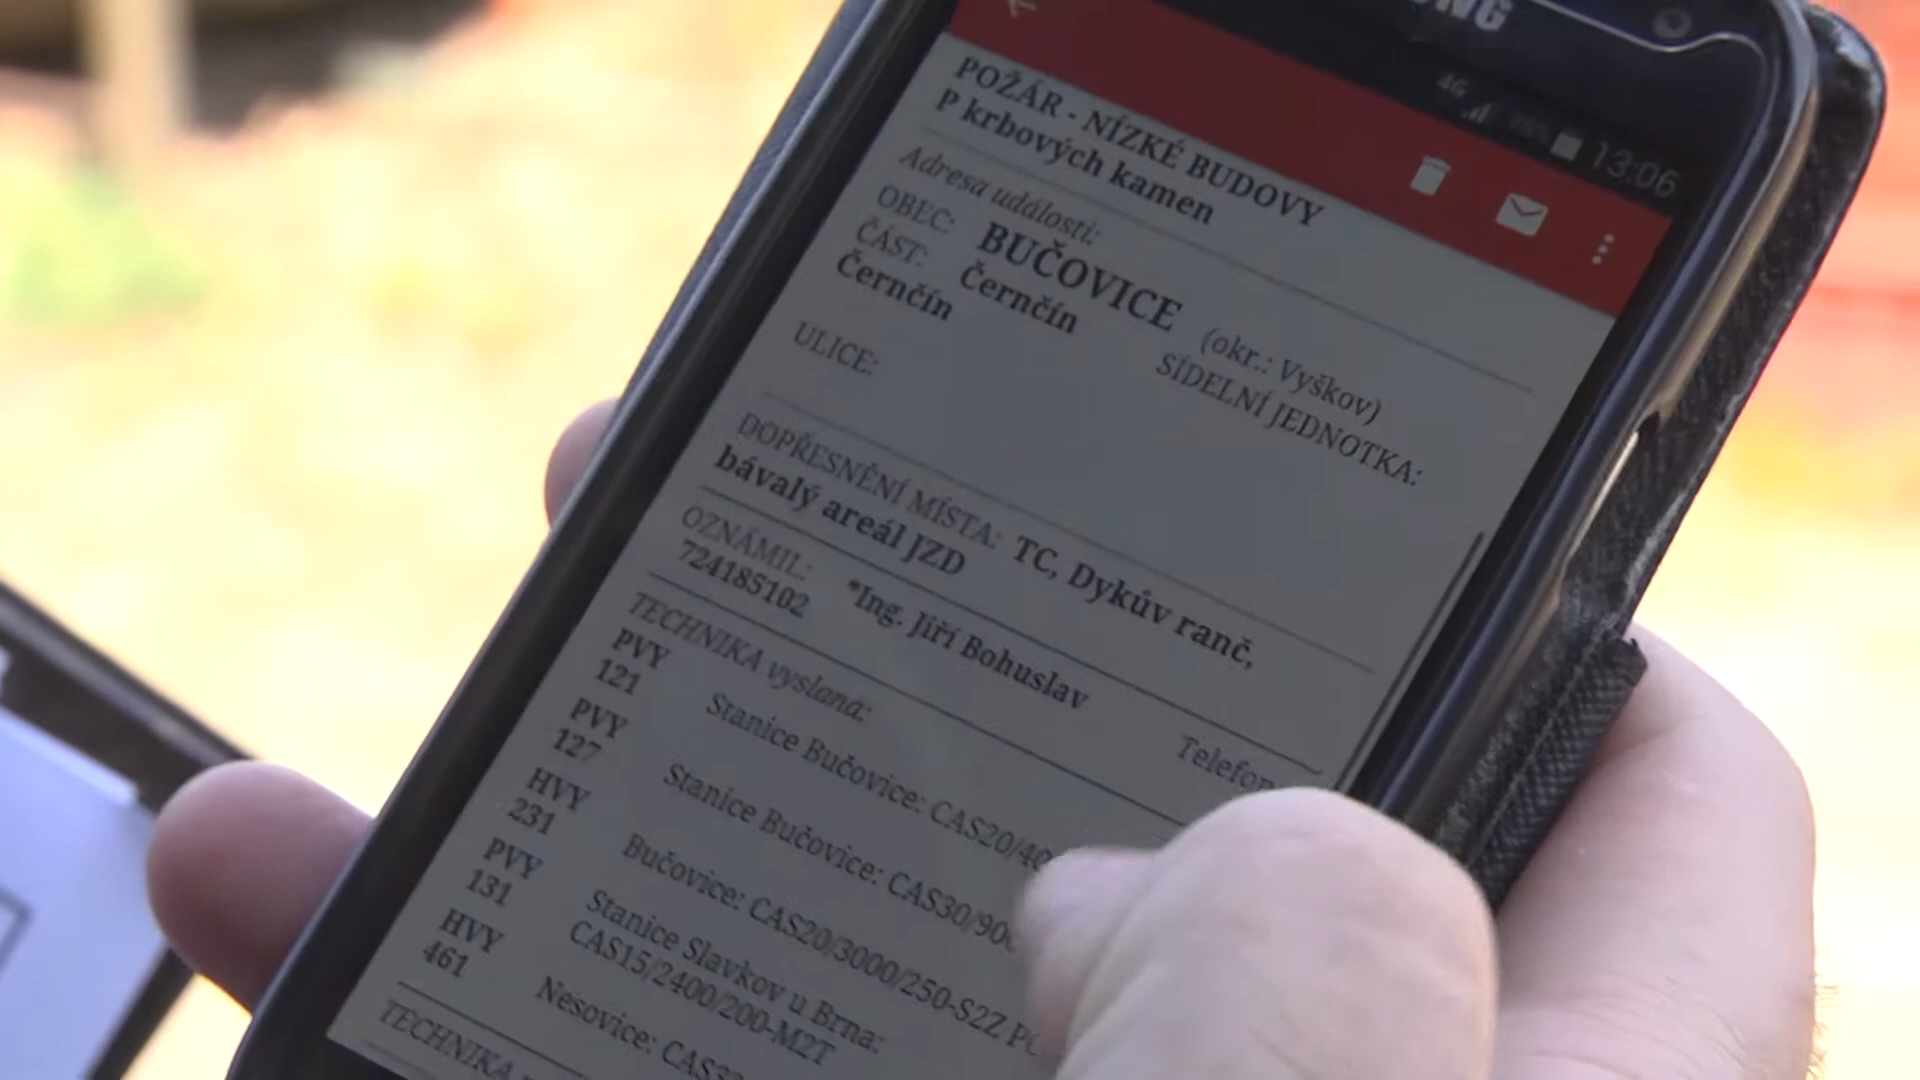 4G 13:06
POŽÁR - NÍZKÉ BUDOVY
P krbových kamen
Adresa události:
OBEC: BUČOVICE (okr.: Vyškov)
ČÁST: Černčín SÍDELNÍ JEDNOTKA:
Černčín
ULICE:
DOPŘESNĚNÍ MÍSTA: TC, Dykův ranč,
bávalý areál JZD
OZNÁMIL: "Ing. Jiří Bohuslav Telefon
724185102
TECHNIKA vyslaná:
PVY
121 Stanice Bučovice: CAS20/40
PVY
127 Stanice Bučovice: CAS30/90
HVY
231 Bučovice: CAS20/3000/250-S2Z
PVY Stanice Slavkov u Brna:
131 CAS15/2400/200-M2T
HVY
461 Nesovice:
TECHNIKA